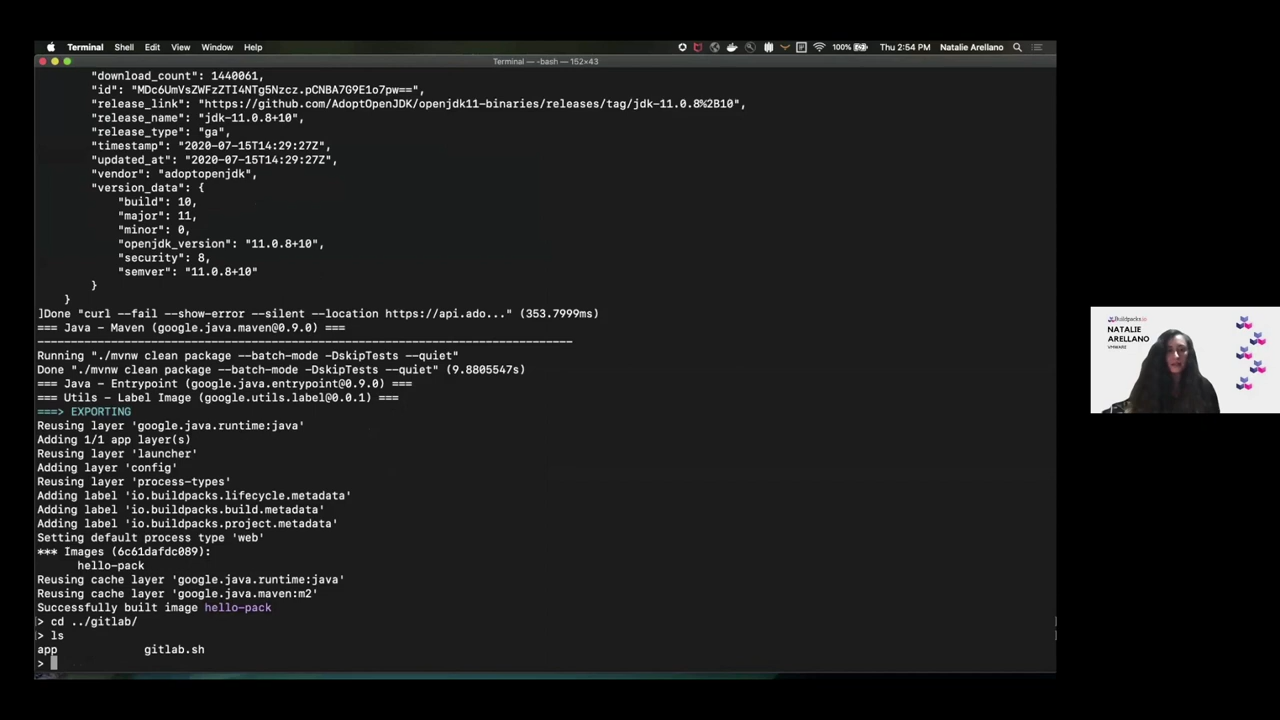 Terminal Shell Edit View Window Help 100% Thu 2:54 PM Natalie Arellano
Terminal — -bash — 152×43
"download_count": 1440061,
"id": "MDc6UmVsZWFzZTI4NTg5Nzcz.pCNBA7G9E1o7pw==",
"release_link": "https://github.com/AdoptOpenJDK/openjdk11-binaries/releases/tag/jdk-11.0.8%2B10",
"release_name": "jdk-11.0.8+10",
"release_type": "ga",
"timestamp": "2020-07-15T14:29:27Z",
"updated_at": "2020-07-15T14:29:27Z",
"vendor": "adoptopenjdk",
"version_data": {
"build": 10,
"major": 11,
"minor": 0,
"openjdk_version": "11.0.8+10",
"security": 8,
"semver": "11.0.8+10"
}
}
]Done "curl --fail --show-error --silent --location https://api.ado..." (353.7999ms)
=== Java - Maven (google.java.maven@0.9.0) ===
--------------------------------------------------------------------------------
Running "./mvnw clean package --batch-mode -DskipTests --quiet"
Done "./mvnw clean package --batch-mode -DskipTests --quiet" (9.8805547s)
=== Java - Entrypoint (google.java.entrypoint@0.9.0) ===
=== Utils - Label Image (google.utils.label@0.0.1) ===
===> EXPORTING
Reusing layer 'google.java.runtime:java'
Adding 1/1 app layer(s)
Reusing layer 'launcher'
Adding layer 'config'
Reusing layer 'process-types'
Adding label 'io.buildpacks.lifecycle.metadata'
Adding label 'io.buildpacks.build.metadata'
Adding label 'io.buildpacks.project.metadata'
Setting default process type 'web'
*** Images (6c61dafdc089):
hello-pack
Reusing cache layer 'google.java.runtime:java'
Reusing cache layer 'google.java.maven:m2'
Successfully built image hello-pack
> cd ../gitlab/
> ls
app gitlab.sh
>
Buildpacks.io
NATALIE
ARELLANO
VMWARE